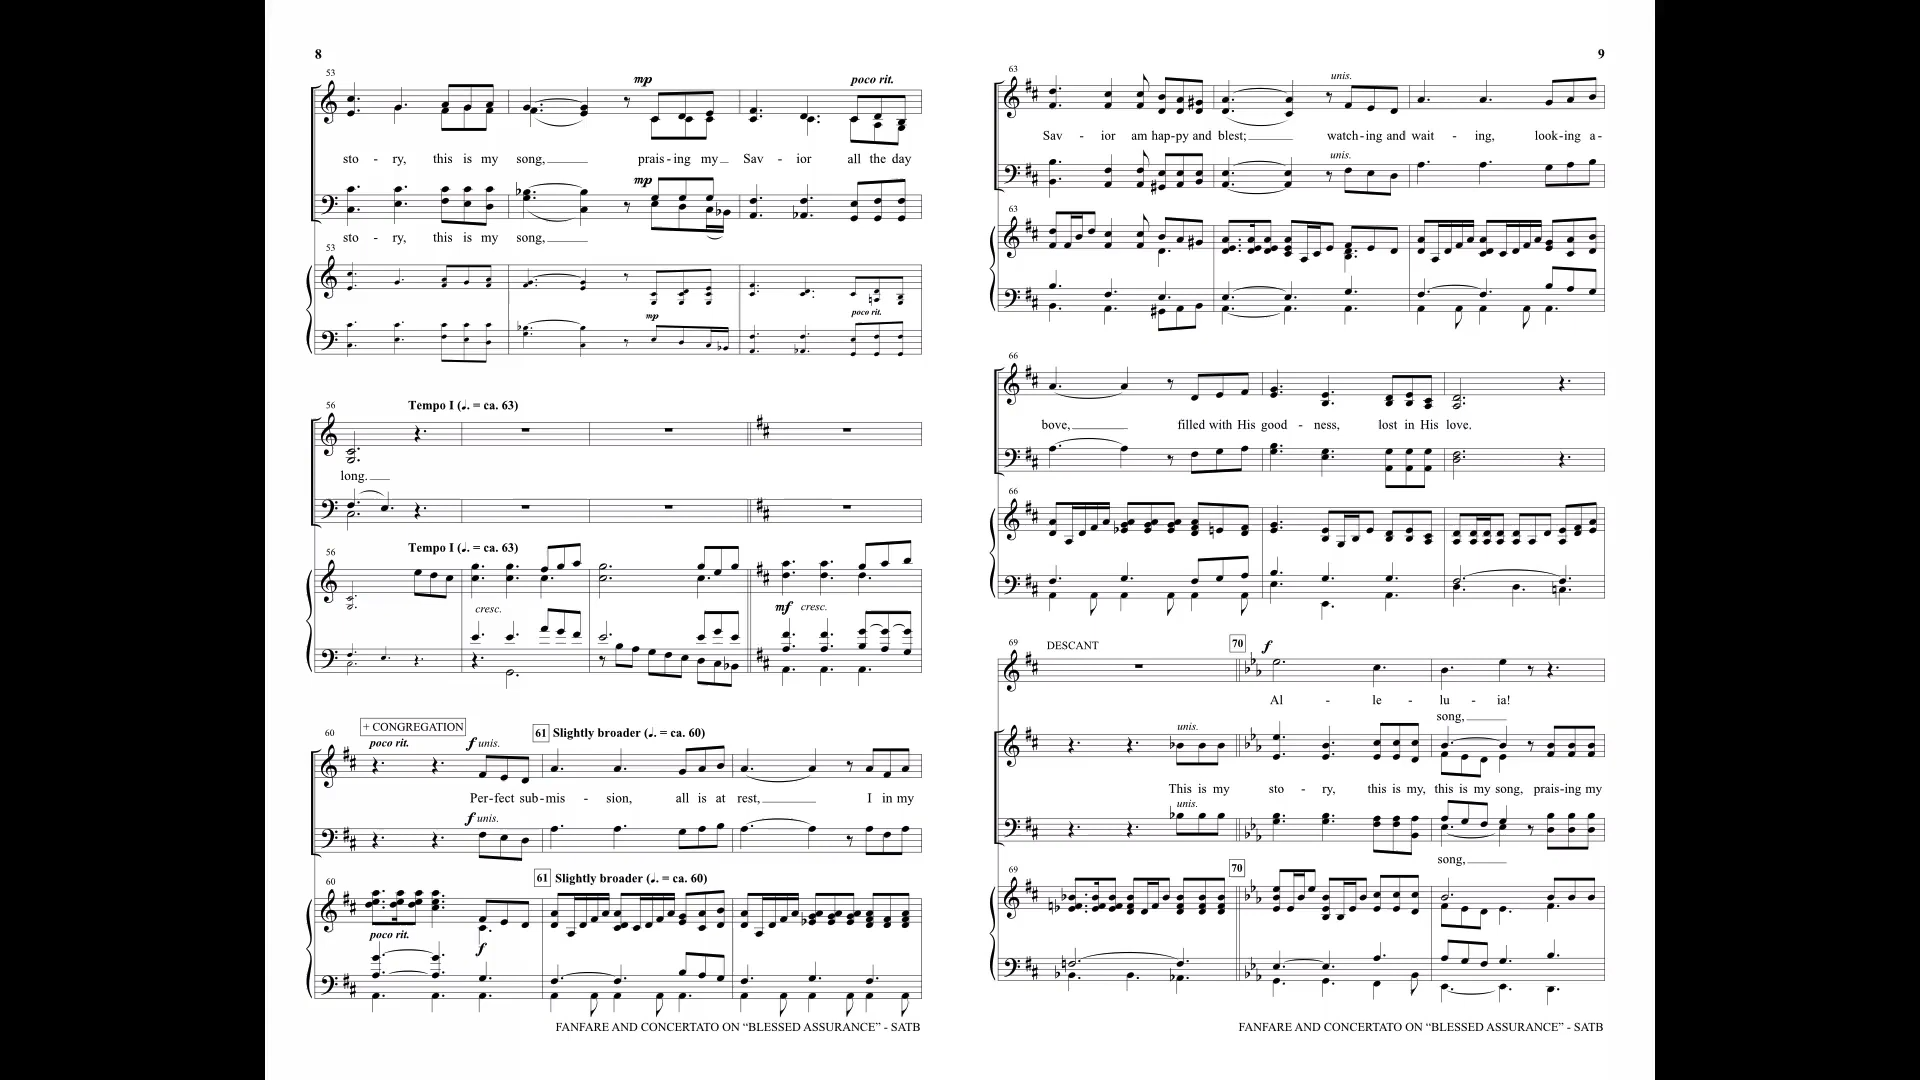 8
53
mp
poco rit.
sto - ry, this is my song, praising my Sav - ior all the day
mp
sto - ry, this is my song,
53
mp
poco rit.
56
Tempo I (♩. = ca. 63)
long.
56
Tempo I (♩. = ca. 63)
cresc.
mf cresc.
60
+ CONGREGATION
poco rit.
f unis.
61 Slightly broader (♩. = ca. 60)
Per-fect sub-mis - sion, all is at rest, I in my
f unis.
60
61 Slightly broader (♩. = ca. 60)
poco rit.
f
FANFARE AND CONCERTATO ON “BLESSED ASSURANCE” - SATB
9
63
unis.
Sav - ior am hap-py and blest; watch-ing and wait - ing, look-ing a-
unis.
63
66
bove, filled with His good - ness, lost in His love.
66
69
DESCANT
70
f
Al - le - lu - ia!
song,
unis.
This is my sto - ry, this is my, this is my song, prais-ing my
unis.
song,
69
70
FANFARE AND CONCERTATO ON “BLESSED ASSURANCE” - SATB